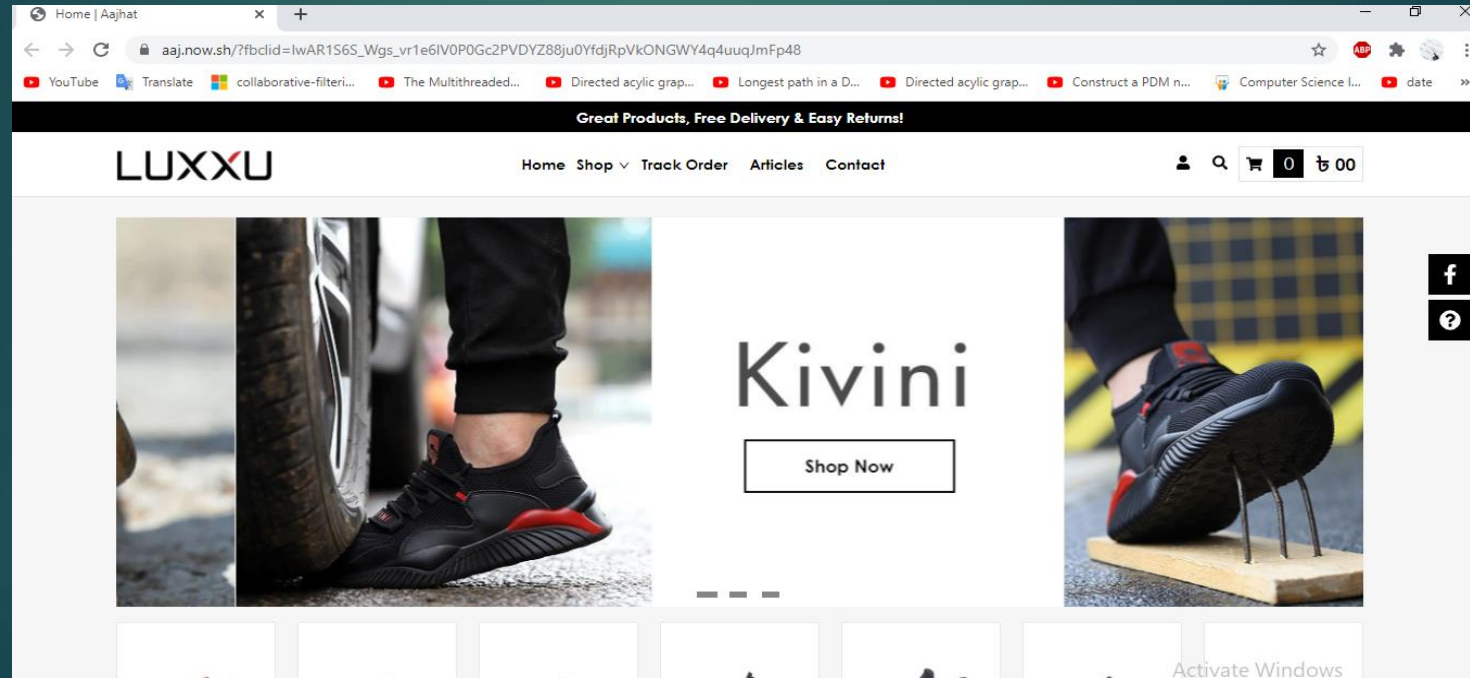 Home | Aajhat
aaj.now.sh/?fbclid=IwAR1S6S_Wgs_vr1e6lV0P0Gc2PVDYZ88ju0YfdjRpVkONGWY4q4uuqJmFp48
ABP
YouTube Translate collaborative-filteri... The Multithreaded... Directed acylic grap... Longest path in a D... Directed acylic grap... Construct a PDM n... Computer Science I... date
Great Products, Free Delivery & Easy Returns!
LUXXU Home Shop Track Order Articles Contact 0 ৳ 00
Kivini
Shop Now
Activate Windows